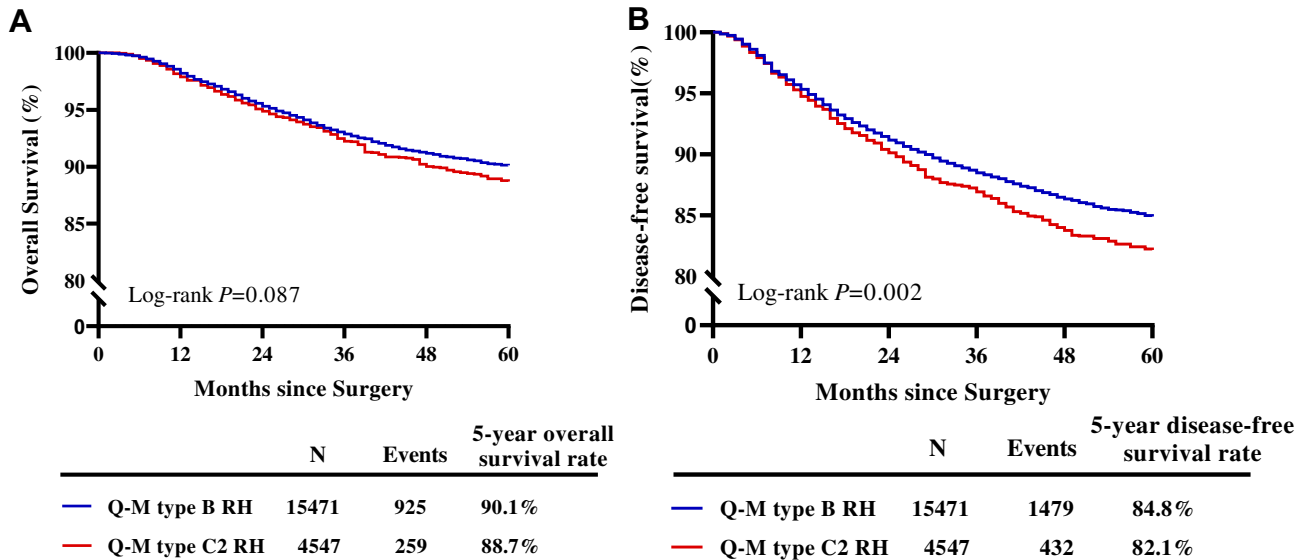 A
100
95
90
85
80
0
Overall Survival (%)
Log-rank P=0.087
0 12 24 36 48 60
Months since Surgery
N Events 5-year overall
survival rate
Q-M type B RH 15471 925 90.1%
Q-M type C2 RH 4547 259 88.7%
B
100
95
90
85
80
0
Disease-free survival(%)
Log-rank P=0.002
0 12 24 36 48 60
Months since Surgery
N Events 5-year disease-free
survival rate
Q-M type B RH 15471 1479 84.8%
Q-M type C2 RH 4547 432 82.1%